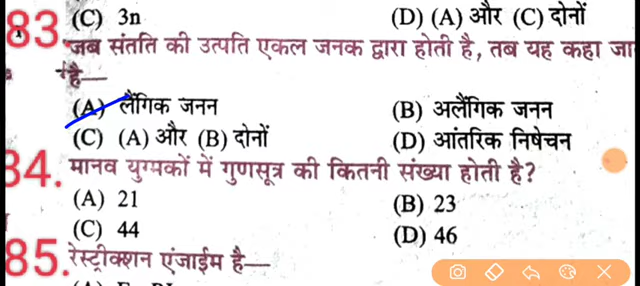 (C) 3n (D) (A) और (C) दोनों
83. जब संतति की उत्पति एकल जनक द्वारा होती है, तब यह कहा जा
है—
(A) लैंगिक जनन (B) अलैंगिक जनन
(C) (A) और (B) दोनों (D) आंतरिक निषेचन
34. मानव युग्मकों में गुणसूत्र की कितनी संख्या होती है?
(A) 21 (B) 23
(C) 44 (D) 46
85. रेस्ट्रीक्शन एंजाईम है—